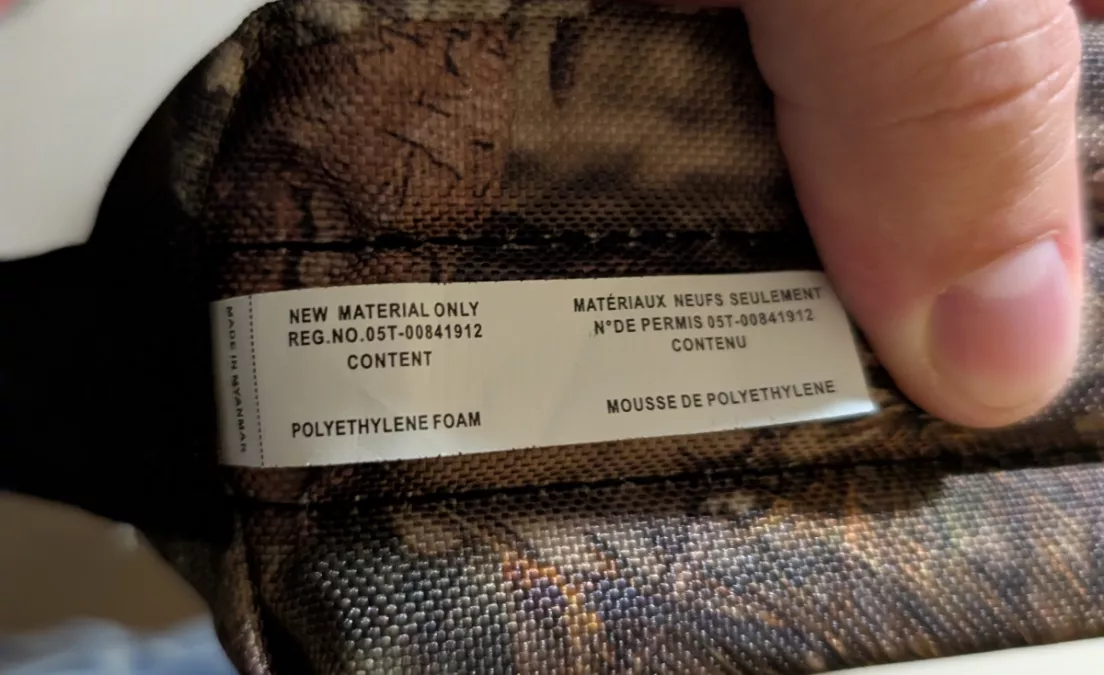 MADE IN MYANMAR
NEW MATERIAL ONLY
REG.NO.05T-00841912
CONTENT
POLYETHYLENE FOAM
MATÉRIAUX NEUFS SEULEMENT
N°DE PERMIS 05T-00841912
CONTENU
MOUSSE DE POLYETHYLENE